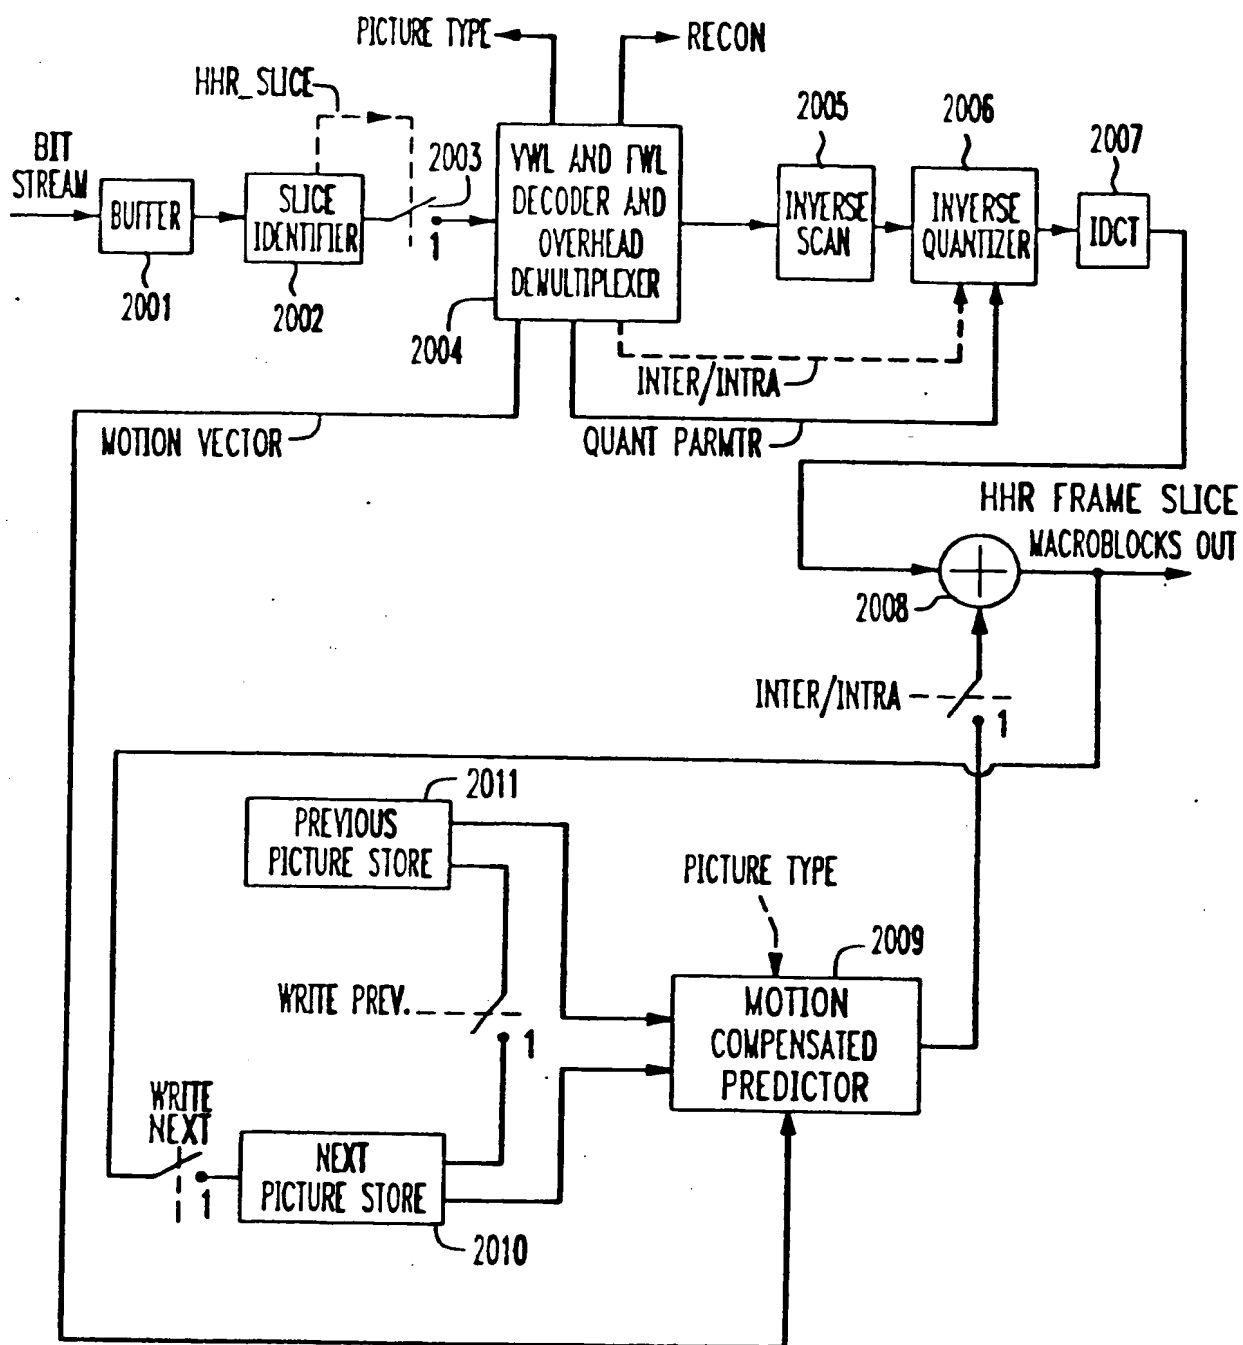 PICTURE TYPE
RECON
HHR_SLICE
BIT
STREAM
BUFFER
2001
SLICE
IDENTIFIER
2002
2003
1
VWL AND FWL
DECODER AND
OVERHEAD
DEMULTIPLEXER
2004
2005
INVERSE
SCAN
2006
INVERSE
QUANTIZER
2007
IDCT
INTER/INTRA
MOTION VECTOR
QUANT PARMTR
HHR FRAME SLICE
MACROBLOCKS OUT
2008
INTER/INTRA
1
2011
PREVIOUS
PICTURE STORE
PICTURE TYPE
2009
MOTION
COMPENSATED
PREDICTOR
WRITE PREV.
1
WRITE
NEXT
1
NEXT
PICTURE STORE
2010